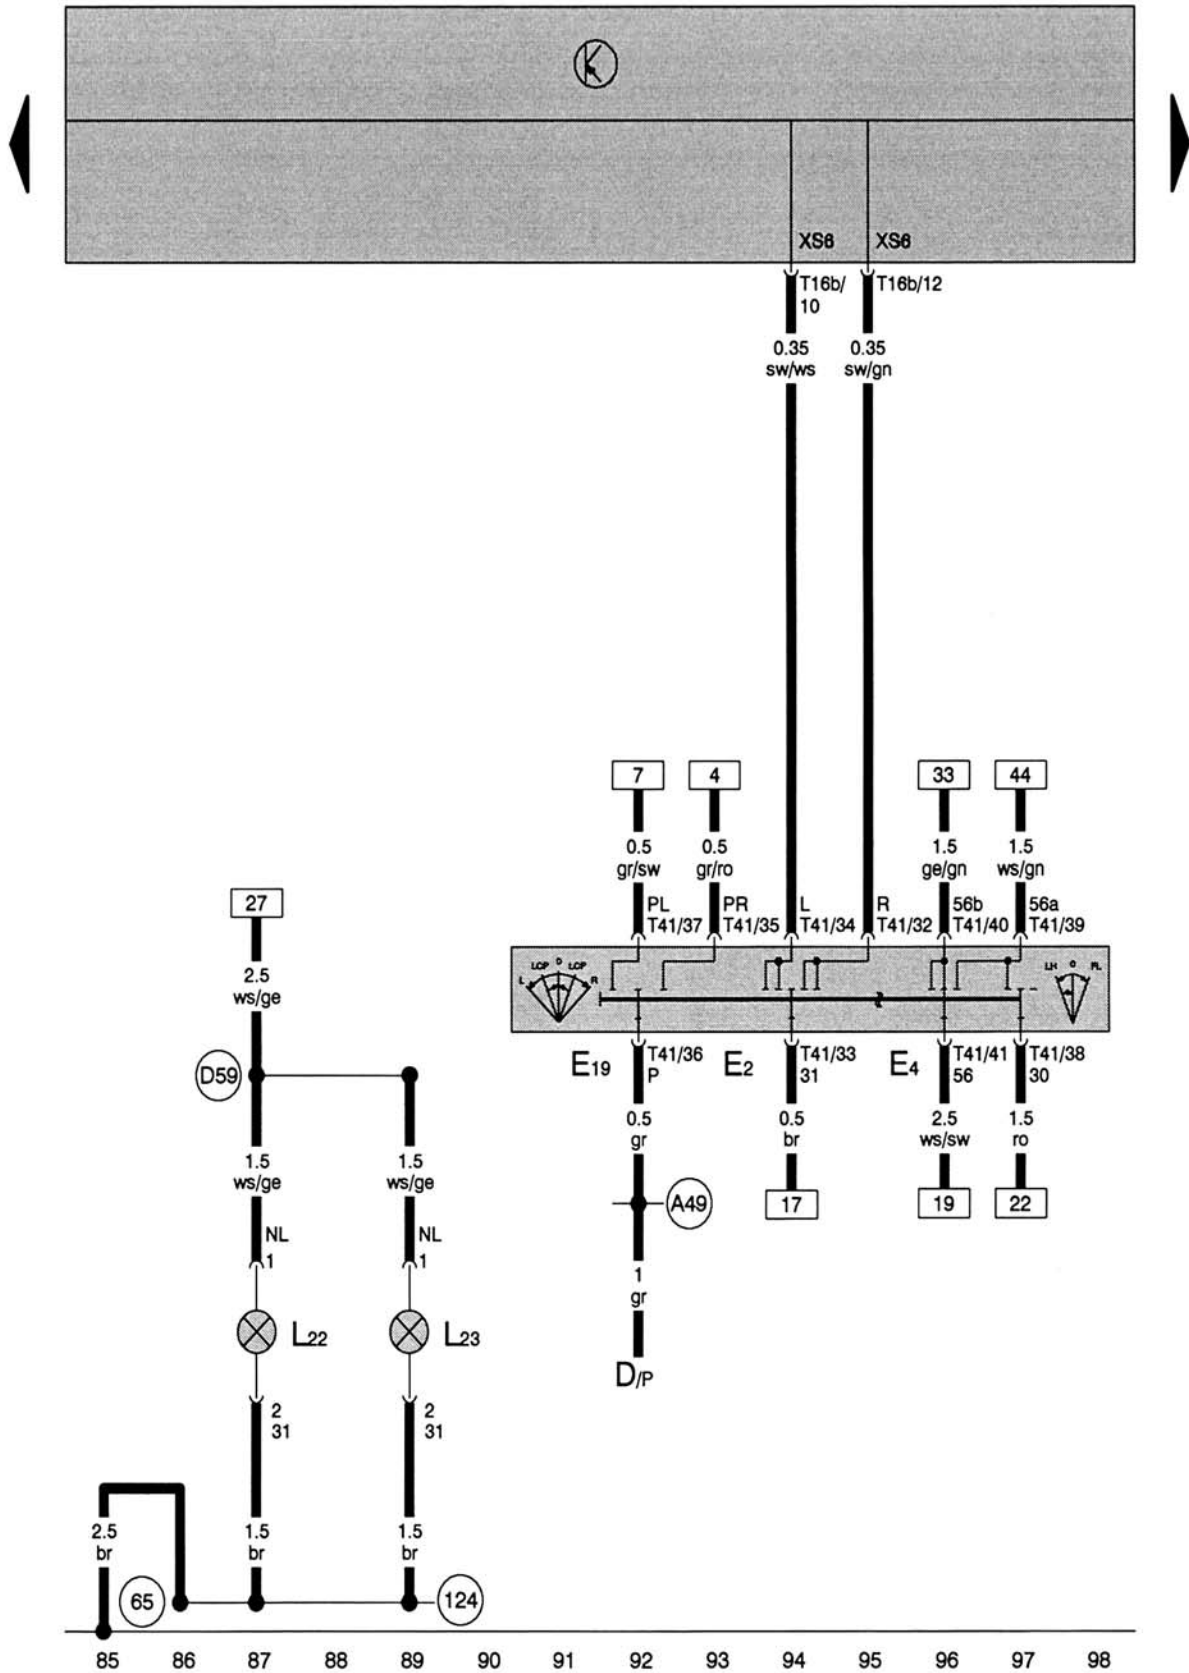 XS6 XS6
T16b/ T16b/12
10
0.35 0.35
sw/ws sw/gn
7 4 33 44
0.5 0.5 1.5 1.5
gr/sw gr/ro ge/gn ws/gn
27
PL PR L R 56b 56a
T41/37 T41/35 T41/34 T41/32 T41/40 T41/39
2.5
ws/ge
L LCP 0 LCP R LH 0 FL
D59
E19 T41/36 E2 T41/33 E4 T41/41 T41/38
P 31 56 30
0.5 0.5 2.5 1.5
gr br ws/sw ro
1.5 1.5
ws/ge ws/ge
A49 17 19 22
NL NL
1 1
1
gr
L22 L23
D/P
2 2
31 31
2.5 1.5 1.5
br br br
65 124
85 86 87 88 89 90 91 92 93 94 95 96 97 98